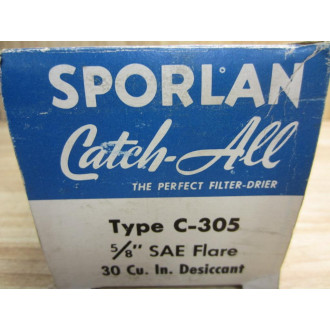 SPORLAN
Catch-All
THE PERFECT FILTER-DRIER
Type C-305
5/8" SAE Flare
30 Cu. In. Desiccant